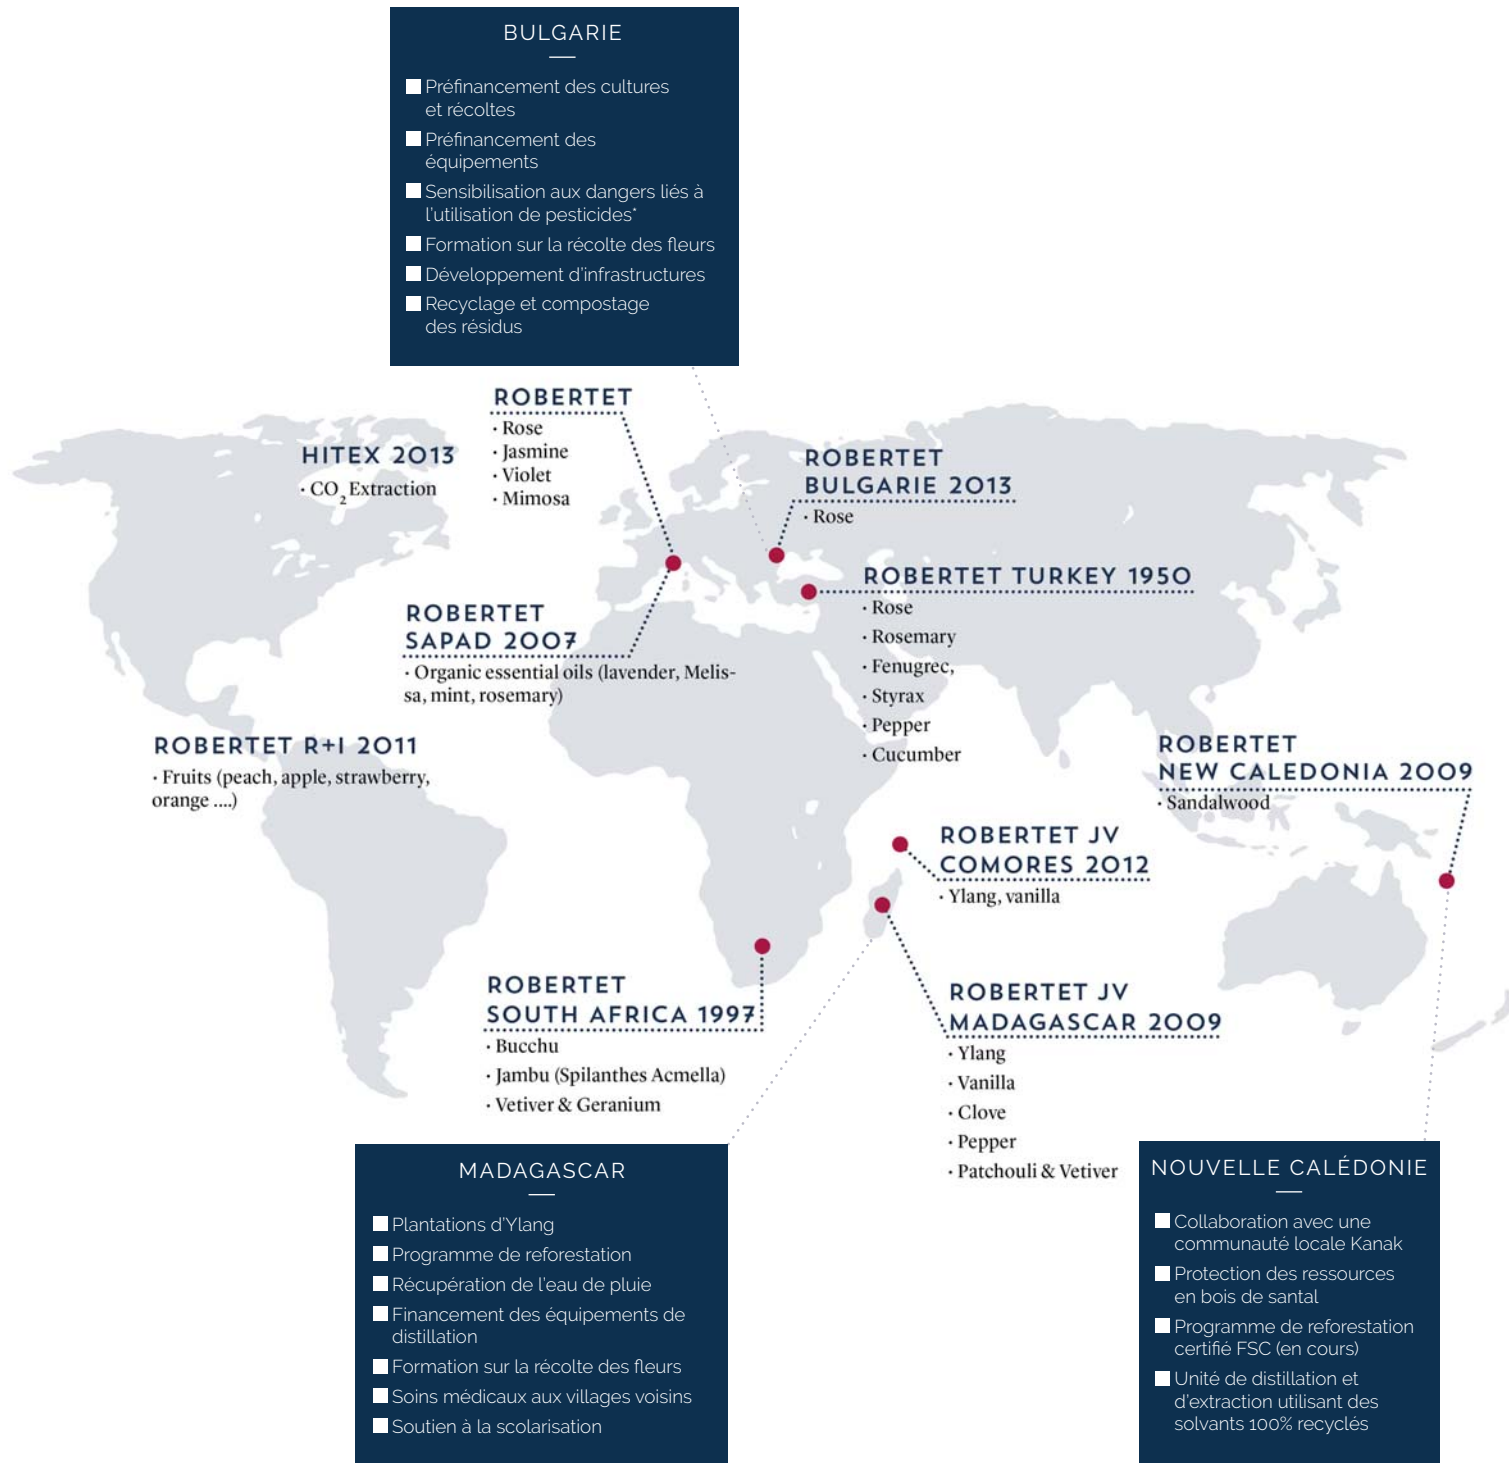 BULGARIE
Préfinancement des cultures
et récoltes
Préfinancement des
équipements
Sensibilisation aux dangers liés à
l'utilisation de pesticides*
Formation sur la récolte des fleurs
Développement d'infrastructures
Recyclage et compostage
des résidus
ROBERTET
· Rose
· Jasmine
· Violet
· Mimosa
HITEX 2013
· CO2 Extraction
ROBERTET
BULGARIE 2013
· Rose
ROBERTET TURKEY 1950
· Rose
· Rosemary
· Fenugrec,
· Styrax
· Pepper
· Cucumber
ROBERTET
SAPAD 2007
· Organic essential oils (lavender, Melis-
sa, mint, rosemary)
ROBERTET R+I 2011
· Fruits (peach, apple, strawberry,
orange ....)
ROBERTET
NEW CALEDONIA 2009
· Sandalwood
ROBERTET JV
COMORES 2012
· Ylang, vanilla
ROBERTET
SOUTH AFRICA 1997
· Bucchu
· Jambu (Spilanthes Acmella)
· Vetiver & Geranium
ROBERTET JV
MADAGASCAR 2009
· Ylang
· Vanilla
· Clove
· Pepper
· Patchouli & Vetiver
MADAGASCAR
Plantations d'Ylang
Programme de reforestation
Récupération de l'eau de pluie
Financement des équipements de
distillation
Formation sur la récolte des fleurs
Soins médicaux aux villages voisins
Soutien à la scolarisation
NOUVELLE CALÉDONIE
Collaboration avec une
communauté locale Kanak
Protection des ressources
en bois de santal
Programme de reforestation
certifié FSC (en cours)
Unité de distillation et
d'extraction utilisant des
solvants 100% recyclés